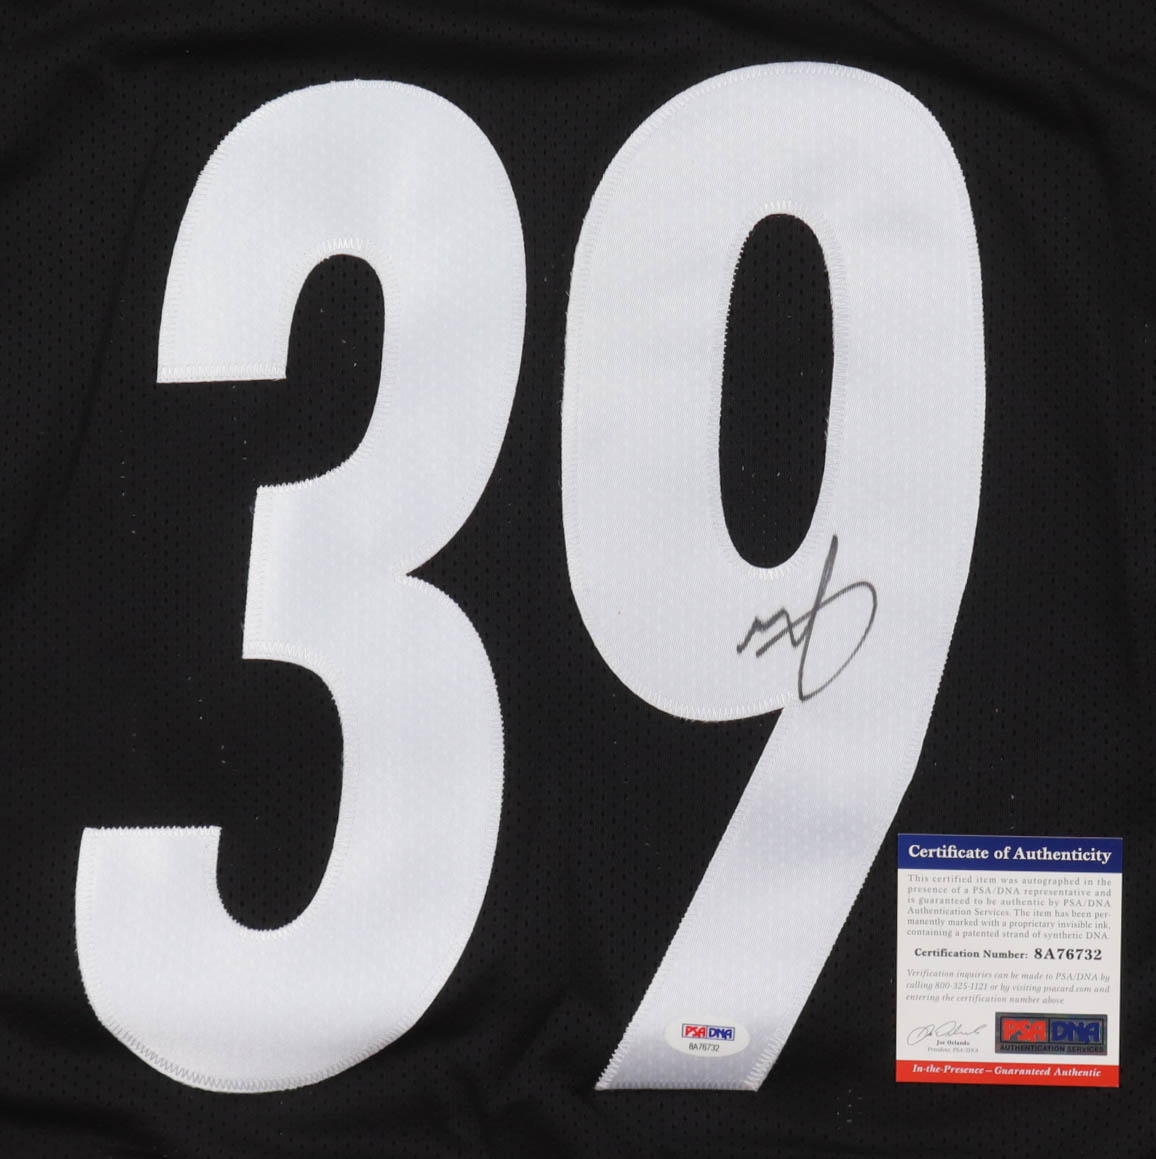 39
PSA DNA
8A76732
Certificate of Authenticity
This certified item was autographed in the
presence of a PSA/DNA representative and
is guaranteed to be authentic by PSA/DNA
Authentication Services. The item has been per-
manently marked with a proprietary invisible ink,
containing a patented strand of synthetic DNA.
Certification Number: 8A76732
Verification inquiries can be made to PSA/DNA by
calling 800-325-1121 or by visiting psacard.com and
entering the certification number above
Joe Orlando
President, PSA/DNA
PSA DNA
AUTHENTICATION SERVICES
In-the-Presence – Guaranteed Authentic